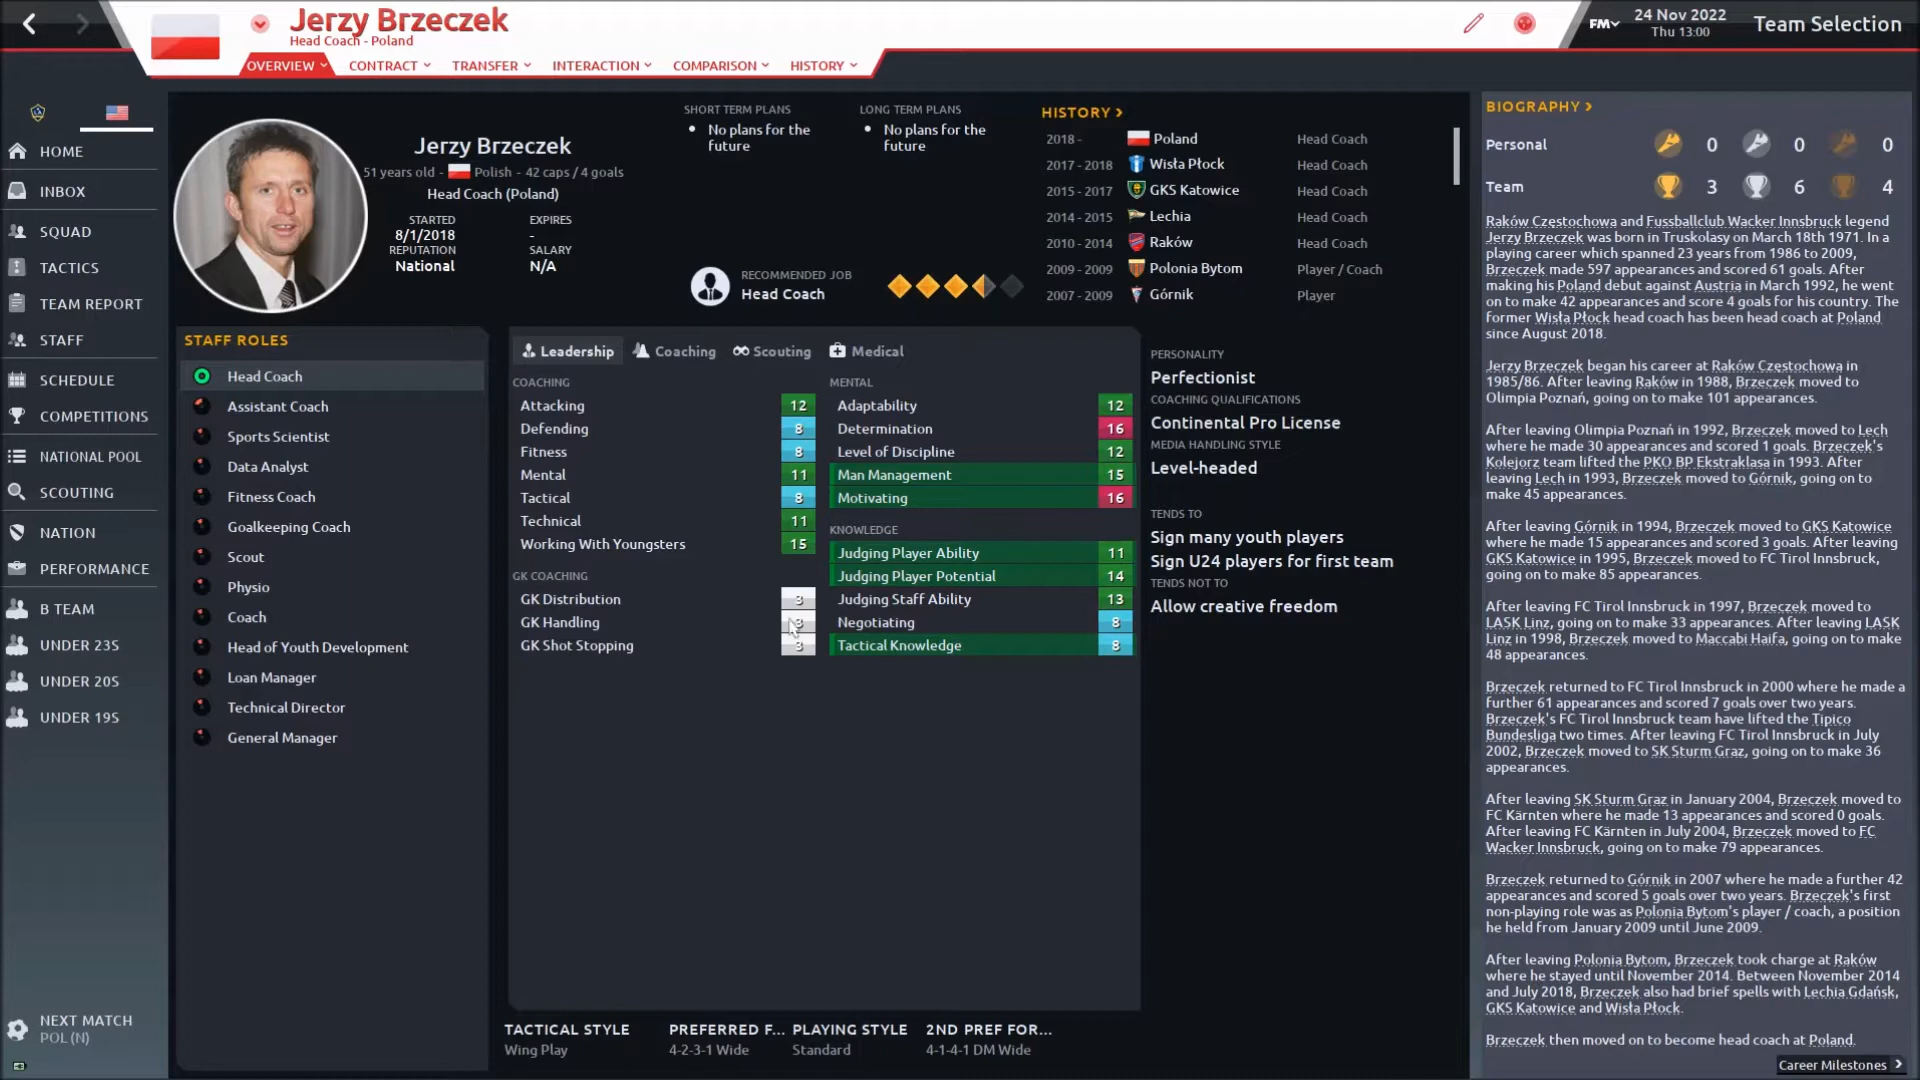 Jerzy Brzeczek
Head Coach - Poland
FM
24 Nov 2022
Thu 13:00
Team Selection
OVERVIEW
CONTRACT
TRANSFER
INTERACTION
COMPARISON
HISTORY
HOME
INBOX
SQUAD
TACTICS
TEAM REPORT
STAFF
SCHEDULE
COMPETITIONS
NATIONAL POOL
SCOUTING
NATION
PERFORMANCE
B TEAM
UNDER 23S
UNDER 20S
UNDER 19S
NEXT MATCH
POL (N)
Jerzy Brzeczek
51 years old - Polish - 42 caps / 4 goals
Head Coach (Poland)
STARTED EXPIRES
8/1/2018 -
REPUTATION SALARY
National N/A
SHORT TERM PLANS
• No plans for the
future
LONG TERM PLANS
• No plans for the
future
RECOMMENDED JOB
Head Coach
HISTORY >
2018 - Poland Head Coach
2017 - 2018 Wisła Płock Head Coach
2015 - 2017 GKS Katowice Head Coach
2014 - 2015 Lechia Head Coach
2010 - 2014 Raków Head Coach
2009 - 2009 Polonia Bytom Player / Coach
2007 - 2009 Górnik Player
STAFF ROLES
Head Coach
Assistant Coach
Sports Scientist
Data Analyst
Fitness Coach
Goalkeeping Coach
Scout
Physio
Coach
Head of Youth Development
Loan Manager
Technical Director
General Manager
Leadership Coaching Scouting Medical
COACHING
Attacking 12
Defending 8
Fitness 8
Mental 11
Tactical 8
Technical 11
Working With Youngsters 15
GK COACHING
GK Distribution 3
GK Handling 3
GK Shot Stopping 3
MENTAL
Adaptability 12
Determination 16
Level of Discipline 12
Man Management 15
Motivating 16
KNOWLEDGE
Judging Player Ability 11
Judging Player Potential 14
Judging Staff Ability 13
Negotiating 8
Tactical Knowledge 8
PERSONALITY
Perfectionist
COACHING QUALIFICATIONS
Continental Pro License
MEDIA HANDLING STYLE
Level-headed
TENDS TO
Sign many youth players
Sign U24 players for first team
TENDS NOT TO
Allow creative freedom
TACTICAL STYLE PREFERRED F... PLAYING STYLE 2ND PREF FOR...
Wing Play 4-2-3-1 Wide Standard 4-1-4-1 DM Wide
BIOGRAPHY >
Personal 0 0 0
Team 3 6 4
Raków Częstochowa and Fussballclub Wacker Innsbruck legend
Jerzy Brzeczek was born in Truskolasy on March 18th 1971. In a
playing career which spanned 23 years from 1986 to 2009,
Brzeczek made 597 appearances and scored 61 goals. After
making his Poland debut against Austria in March 1992, he went
on to make 42 appearances and score 4 goals for his country. The
former Wisła Płock head coach has been head coach at Poland
since August 2018.
Jerzy Brzeczek began his career at Raków Częstochowa in
1985/86. After leaving Raków in 1988, Brzeczek moved to
Olimpia Poznań, going on to make 101 appearances.
After leaving Olimpia Poznań in 1992, Brzeczek moved to Lech
where he made 30 appearances and scored 1 goals. Brzeczek's
Kolejorz team lifted the PKO BP Ekstraklasa in 1993. After
leaving Lech in 1993, Brzeczek moved to Górnik, going on to
make 45 appearances.
After leaving Górnik in 1994, Brzeczek moved to GKS Katowice
where he made 15 appearances and scored 3 goals. After leaving
GKS Katowice in 1995, Brzeczek moved to FC Tirol Innsbruck,
going on to make 85 appearances.
After leaving FC Tirol Innsbruck in 1997, Brzeczek moved to
LASK Linz, going on to make 33 appearances. After leaving LASK
Linz in 1998, Brzeczek moved to Maccabi Haifa, going on to make
48 appearances.
Brzeczek returned to FC Tirol Innsbruck in 2000 where he made a
further 61 appearances and scored 7 goals over two years.
Brzeczek's FC Tirol Innsbruck team have lifted the Tipico
Bundesliga two times. After leaving FC Tirol Innsbruck in July
2002, Brzeczek moved to SK Sturm Graz, going on to make 36
appearances.
After leaving SK Sturm Graz in January 2004, Brzeczek moved to
FC Kärnten where he made 13 appearances and scored 0 goals.
After leaving FC Kärnten in July 2004, Brzeczek moved to FC
Wacker Innsbruck, going on to make 79 appearances.
Brzeczek returned to Górnik in 2007 where he made a further 42
appearances and scored 5 goals over two years. Brzeczek's first
non-playing role was as Polonia Bytom's player / coach, a position
he held from January 2009 until June 2009.
After leaving Polonia Bytom, Brzeczek took charge at Raków
where he stayed until November 2014. Between November 2014
and July 2018, Brzeczek also had brief spells with Lechia Gdańsk,
GKS Katowice and Wisła Płock.
Brzeczek then moved on to become head coach at Poland.
Career Milestones >